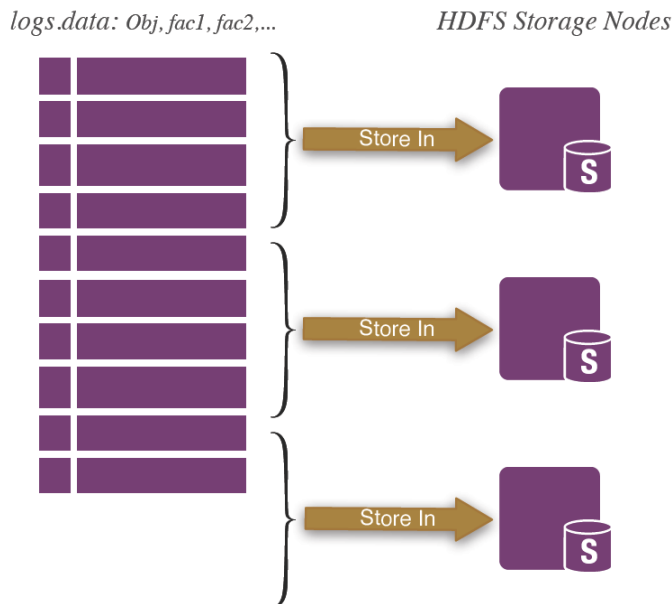 logs.data: Obj, fac1, fac2,...
HDFS Storage Nodes
Store In
S
Store In
S
Store In
S